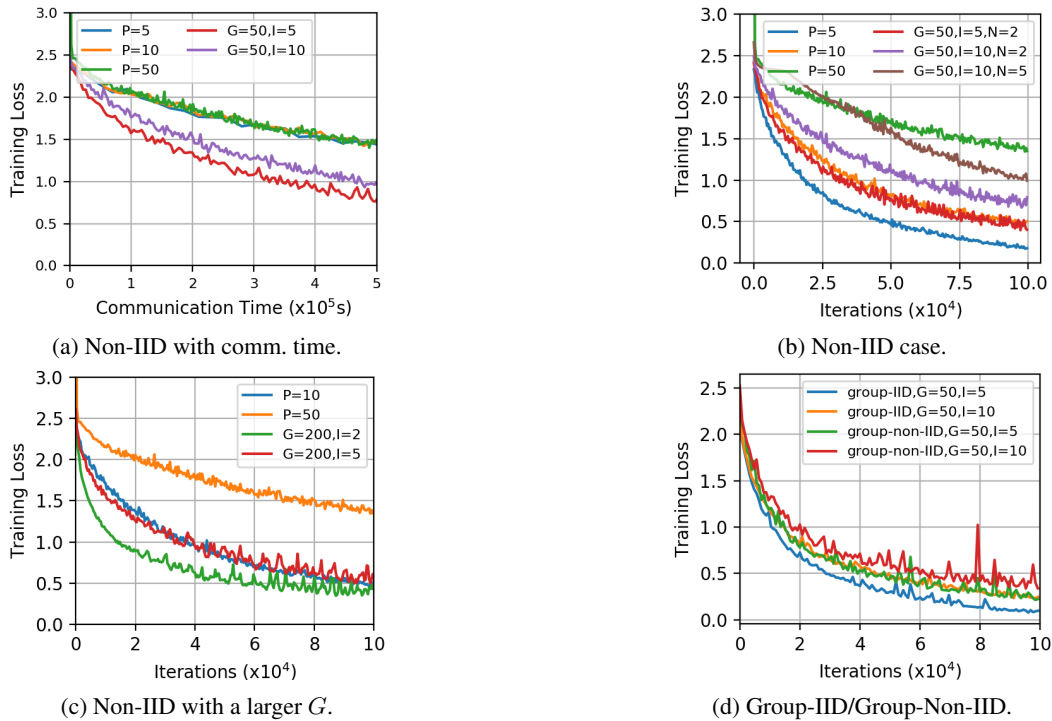 3.0
2.5
2.0
1.5
1.0
0.5
0.0
Training Loss
P=5
P=10
P=50
G=50,I=5
G=50,I=10
0 1 2 3 4 5
Communication Time (x10⁵s)
(a) Non-IID with comm. time.
3.0
2.5
2.0
1.5
1.0
0.5
0.0
Training Loss
P=5
P=10
P=50
G=50,I=5,N=2
G=50,I=10,N=2
G=50,I=10,N=5
0.0 2.5 5.0 7.5 10.0
Iterations (x10⁴)
(b) Non-IID case.
3.0
2.5
2.0
1.5
1.0
0.5
0.0
Training Loss
P=10
P=50
G=200,I=2
G=200,I=5
0 2 4 6 8 10
Iterations (x10⁴)
(c) Non-IID with a larger G.
2.5
2.0
1.5
1.0
0.5
0.0
Training Loss
group-IID,G=50,I=5
group-IID,G=50,I=10
group-non-IID,G=50,I=5
group-non-IID,G=50,I=10
0 2 4 6 8 10
Iterations (x10⁴)
(d) Group-IID/Group-Non-IID.